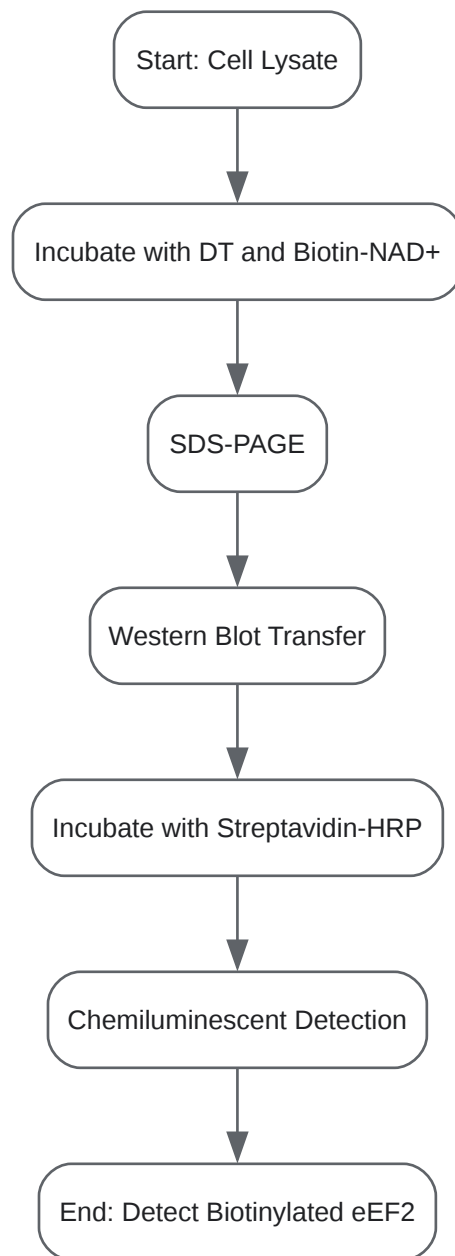 Start: Cell Lysate
Incubate with DT and Biotin-NAD+
SDS-PAGE
Western Blot Transfer
Incubate with Streptavidin-HRP
Chemiluminescent Detection
End: Detect Biotinylated eEF2